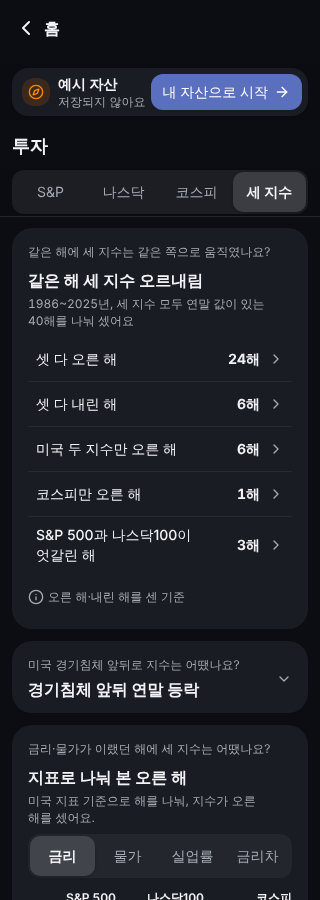 홈
예시 자산
저장되지 않아요
내 자산으로 시작
투자
S&P
나스닥
코스피
세 지수
같은 해에 세 지수는 같은 쪽으로 움직였나요?
같은 해 세 지수 오르내림
1986~2025년, 세 지수 모두 연말 값이 있는
40해를 나눠 셌어요
셋 다 오른 해 24해
셋 다 내린 해 6해
미국 두 지수만 오른 해 6해
코스피만 오른 해 1해
S&P 500과 나스닥100이
엇갈린 해 3해
오른 해·내린 해를 센 기준
미국 경기침체 앞뒤로 지수는 어땠나요?
경기침체 앞뒤 연말 등락
금리·물가가 이랬던 해에 세 지수는 어땠나요?
지표로 나눠 본 오른 해
미국 지표 기준으로 해를 나눠, 지수가 오른
해를 셌어요.
금리
물가
실업률
금리차
S&P 500 나스닥100 코스피